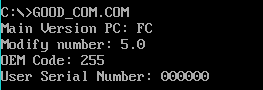 C:\>GOOD_COM.COM
Main Version PC: FC
Modify number: 5.0
OEM Code: 255
User Serial Number: 000000